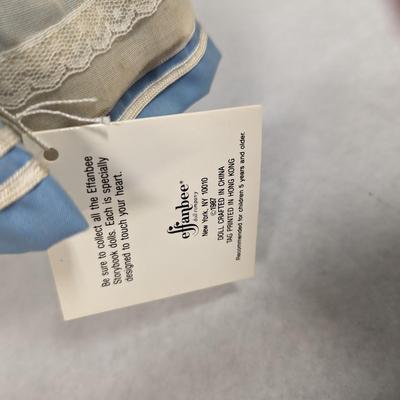 Be sure to collect all the Effanbee
Storybook dolls. Each is specially
designed to touch your heart.
effanbee®
doll company
New York, NY 10010
©1987
DOLL CRAFTED IN CHINA
TAG PRINTED IN HONG KONG
Recommended for children 5 years and older.